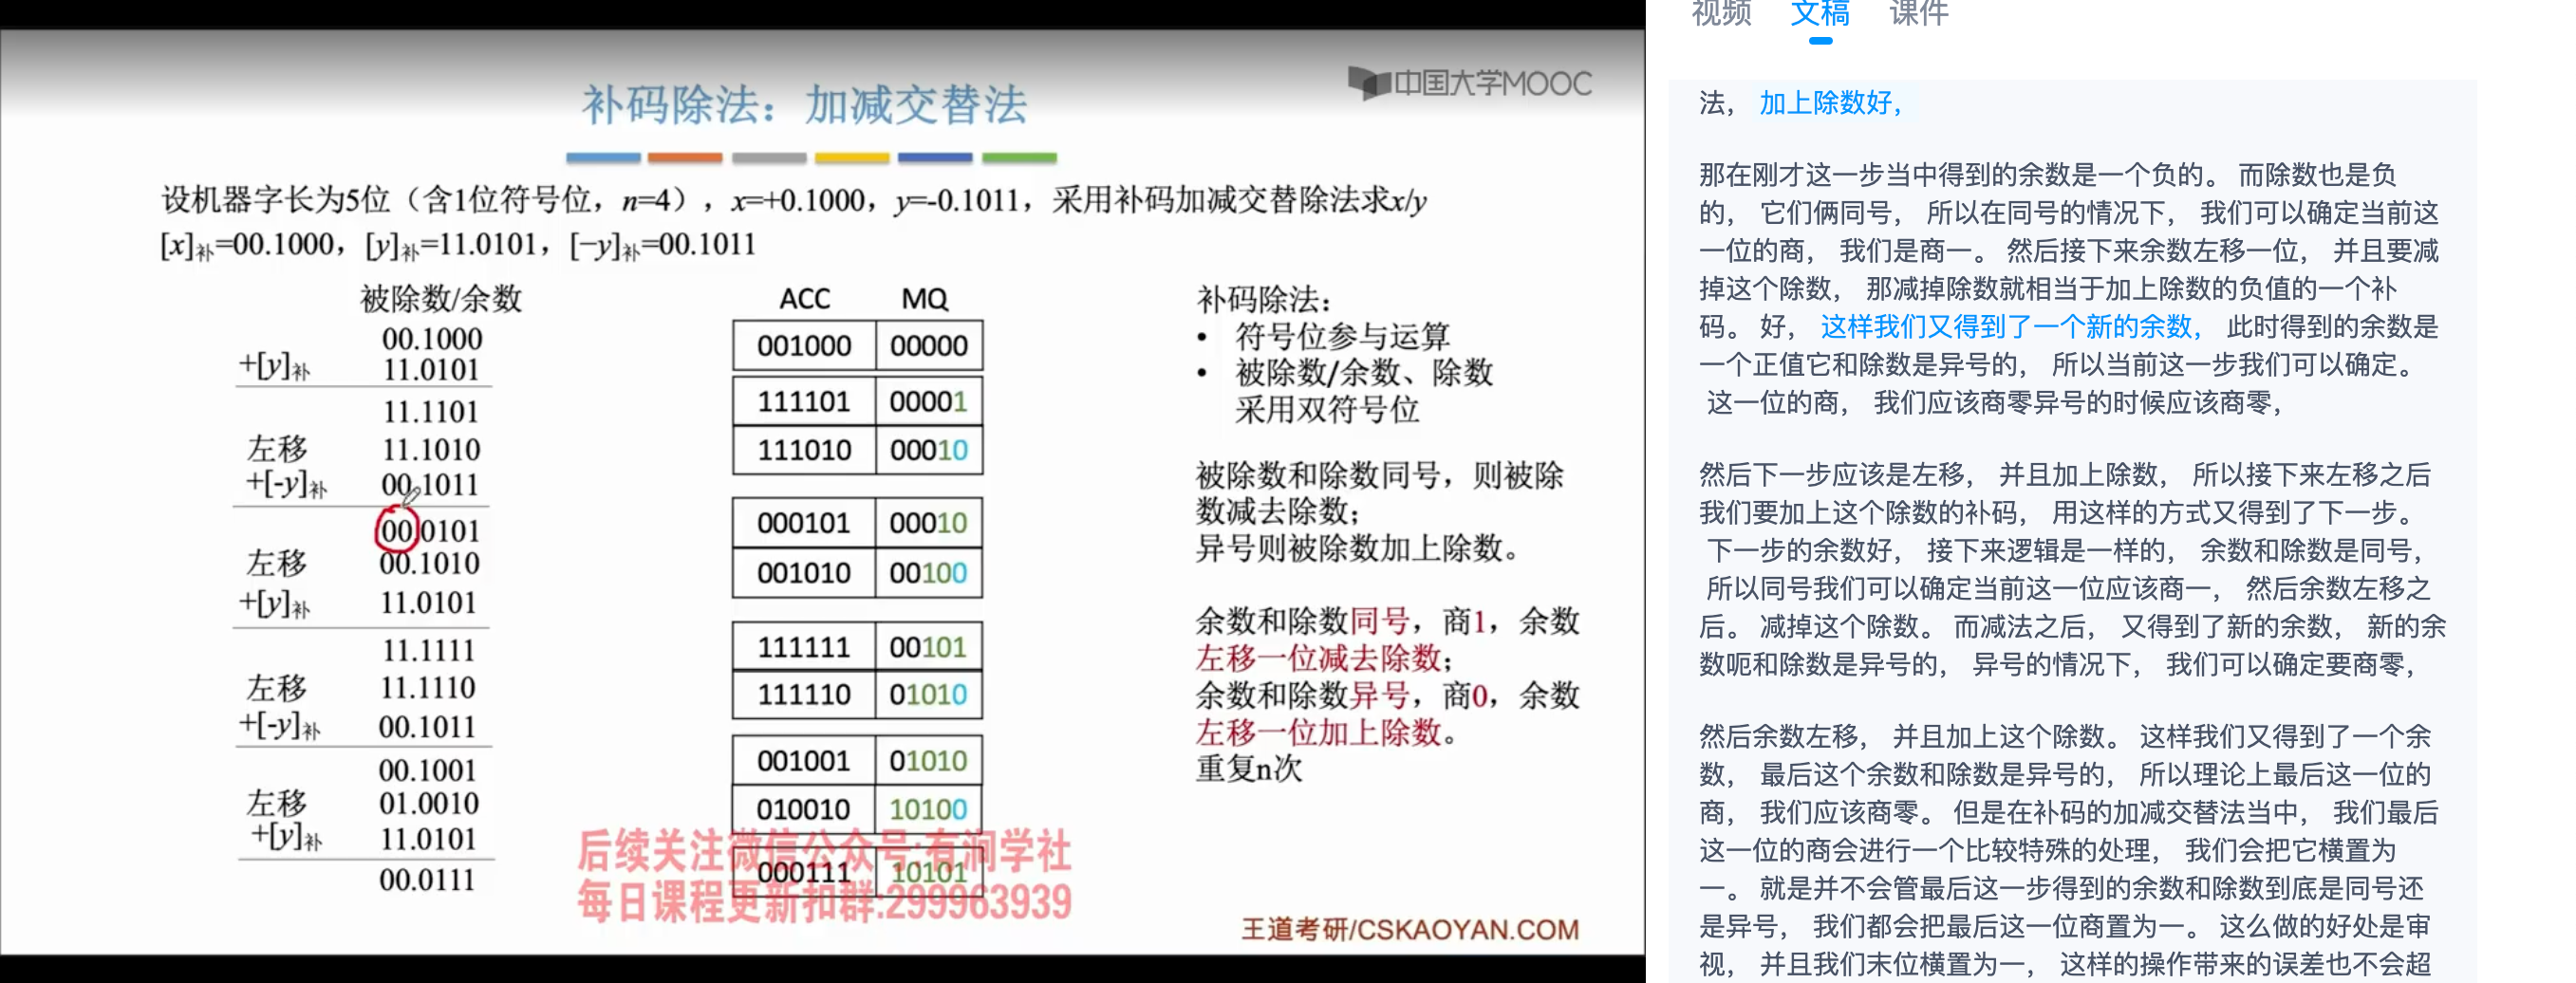 中国大学MOOC
补码除法：加减交替法
设机器字长为5位（含1位符号位，n=4），x=+0.1000，y=-0.1011，采用补码加减交替除法求x/y
[x]补=00.1000，[y]补=11.0101，[−y]补=00.1011
被除数/余数
00.1000
+[y]补 11.0101
11.1101
左移 11.1010
+[-y]补 00.1011
00.0101
左移 00.1010
+[y]补 11.0101
11.1111
左移 11.1110
+[-y]补 00.1011
00.1001
左移 01.0010
+[y]补 11.0101
00.0111
ACC MQ
001000 00000
111101 00001
111010 00010
000101 00010
001010 00100
111111 00101
111110 01010
001001 01010
010010 10100
000111 10101
补码除法：
• 符号位参与运算
• 被除数/余数、除数
采用双符号位
被除数和除数同号，则被除
数减去除数；
异号则被除数加上除数。
余数和除数同号，商1，余数
左移一位减去除数；
余数和除数异号，商0，余数
左移一位加上除数。
重复n次
后续关注微信公众号:有润学社
每日课程更新扣群:299963939
王道考研/CSKAOYAN.COM
视频 文稿 课件
法， 加上除数好，
那在刚才这一步当中得到的余数是一个负的。 而除数也是负
的， 它们俩同号， 所以在同号的情况下， 我们可以确定当前这
一位的商， 我们是商一。 然后接下来余数左移一位， 并且要减
掉这个除数， 那减掉除数就相当于加上除数的负值的一个补
码。 好， 这样我们又得到了一个新的余数， 此时得到的余数是
一个正值它和除数是异号的， 所以当前这一步我们可以确定。
这一位的商， 我们应该商零异号的时候应该商零，
然后下一步应该是左移， 并且加上除数， 所以接下来左移之后
我们要加上这个除数的补码， 用这样的方式又得到了下一步。
下一步的余数好， 接下来逻辑是一样的， 余数和除数是同号，
所以同号我们可以确定当前这一位应该商一， 然后余数左移之
后。 减掉这个除数。 而减法之后， 又得到了新的余数， 新的余
数呃和除数是异号的， 异号的情况下， 我们可以确定要商零，
然后余数左移， 并且加上这个除数。 这样我们又得到了一个余
数， 最后这个余数和除数是异号的， 所以理论上最后这一位的
商， 我们应该商零。 但是在补码的加减交替法当中， 我们最后
这一位的商会进行一个比较特殊的处理， 我们会把它横置为
一。 就是并不会管最后这一步得到的余数和除数到底是同号还
是异号， 我们都会把最后这一位商置为一。 这么做的好处是审
视， 并且我们末位横置为一， 这样的操作带来的误差也不会超